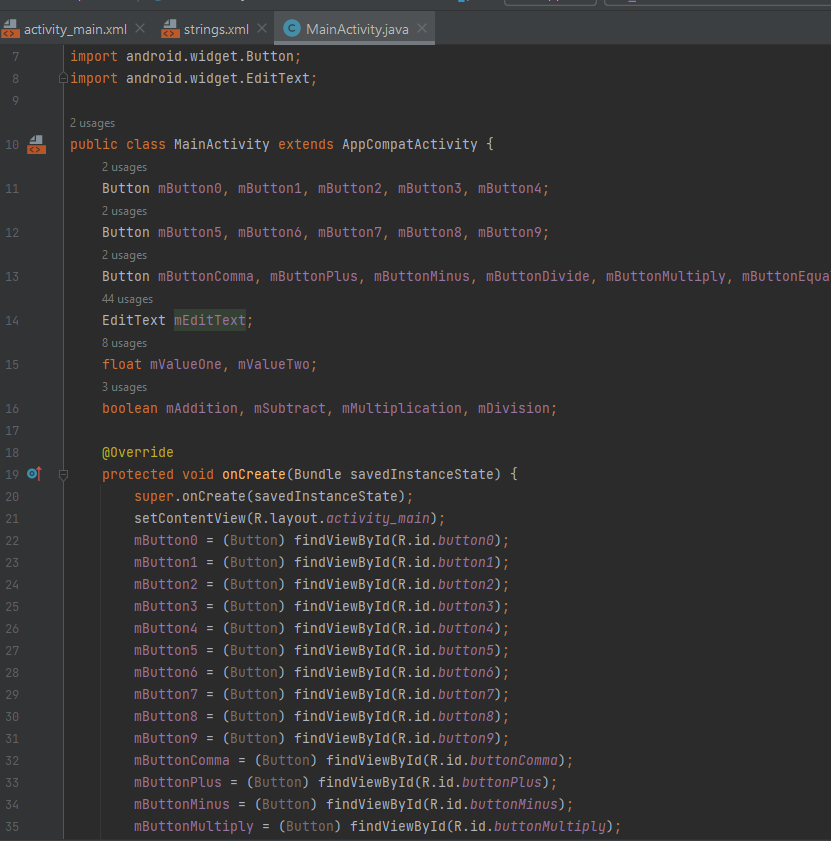 activity_main.xml strings.xml MainActivity.java
7 import android.widget.Button;
8 import android.widget.EditText;
9
2 usages
10 public class MainActivity extends AppCompatActivity {
2 usages
11 Button mButton0, mButton1, mButton2, mButton3, mButton4;
2 usages
12 Button mButton5, mButton6, mButton7, mButton8, mButton9;
2 usages
13 Button mButtonComma, mButtonPlus, mButtonMinus, mButtonDivide, mButtonMultiply, mButtonEqua
44 usages
14 EditText mEditText;
8 usages
15 float mValueOne, mValueTwo;
3 usages
16 boolean mAddition, mSubtract, mMultiplication, mDivision;
17
18 @Override
19 protected void onCreate(Bundle savedInstanceState) {
20 super.onCreate(savedInstanceState);
21 setContentView(R.layout.activity_main);
22 mButton0 = (Button) findViewById(R.id.button0);
23 mButton1 = (Button) findViewById(R.id.button1);
24 mButton2 = (Button) findViewById(R.id.button2);
25 mButton3 = (Button) findViewById(R.id.button3);
26 mButton4 = (Button) findViewById(R.id.button4);
27 mButton5 = (Button) findViewById(R.id.button5);
28 mButton6 = (Button) findViewById(R.id.button6);
29 mButton7 = (Button) findViewById(R.id.button7);
30 mButton8 = (Button) findViewById(R.id.button8);
31 mButton9 = (Button) findViewById(R.id.button9);
32 mButtonComma = (Button) findViewById(R.id.buttonComma);
33 mButtonPlus = (Button) findViewById(R.id.buttonPlus);
34 mButtonMinus = (Button) findViewById(R.id.buttonMinus);
35 mButtonMultiply = (Button) findViewById(R.id.buttonMultiply);